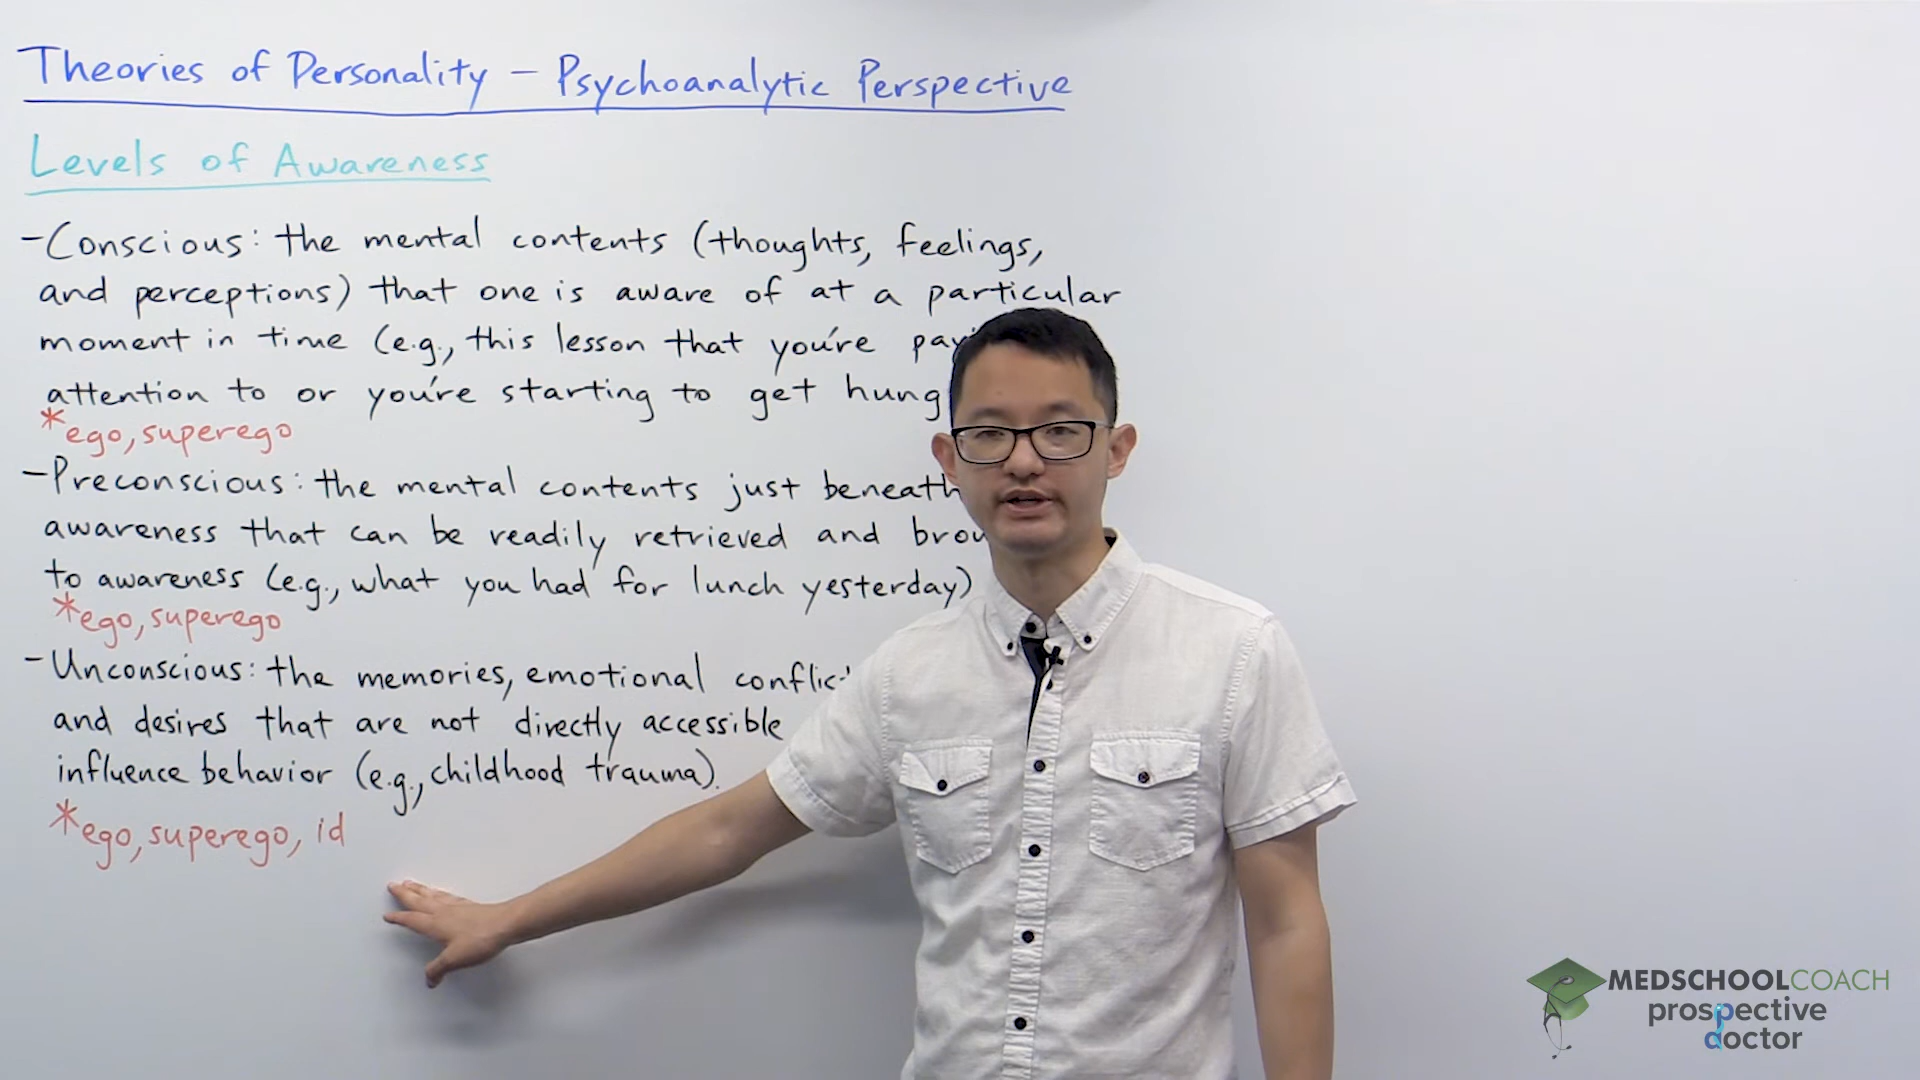 Theories of Personality – Psychoanalytic Perspective
Levels of Awareness
- Conscious: the mental contents (thoughts, feelings,
and perceptions) that one is aware of at a particular
moment in time (e.g., this lesson that you're
attention to or you're starting to get
*ego, superego
- Preconscious: the mental contents just beneath
awareness that can be readily retrieved and
to awareness (e.g., what you had for lunch yesterday)
*ego, superego
- Unconscious: the memories, emotional
and desires that are not directly accessible
influence behavior (e.g., childhood trauma).
*ego, superego, id
MEDSCHOOLCOACH
prospective
doctor